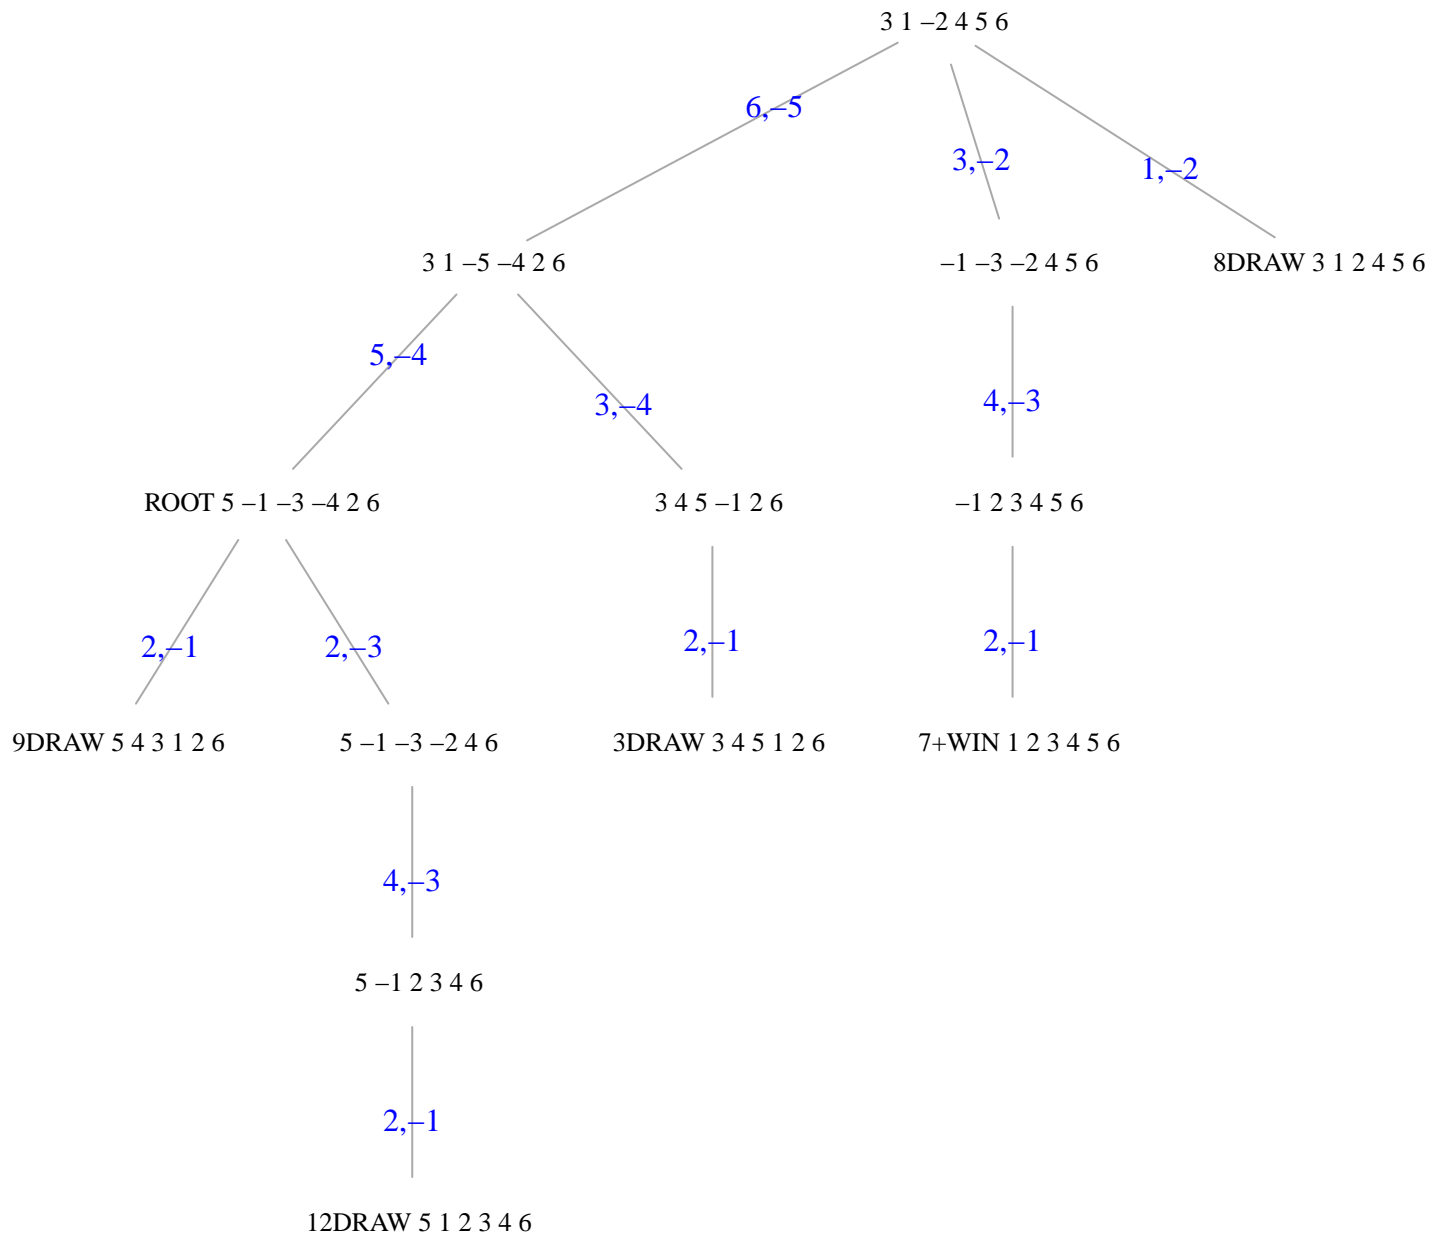 3 1 –2 4 5 6
6,–5
3,–2
1,–2
3 1 –5 –4 2 6
–1 –3 –2 4 5 6
8DRAW 3 1 2 4 5 6
5,–4
3,–4
4,–3
ROOT 5 –1 –3 –4 2 6
3 4 5 –1 2 6
–1 2 3 4 5 6
2,–1
2,–3
2,–1
2,–1
9DRAW 5 4 3 1 2 6
5 –1 –3 –2 4 6
3DRAW 3 4 5 1 2 6
7+WIN 1 2 3 4 5 6
4,–3
5 –1 2 3 4 6
2,–1
12DRAW 5 1 2 3 4 6